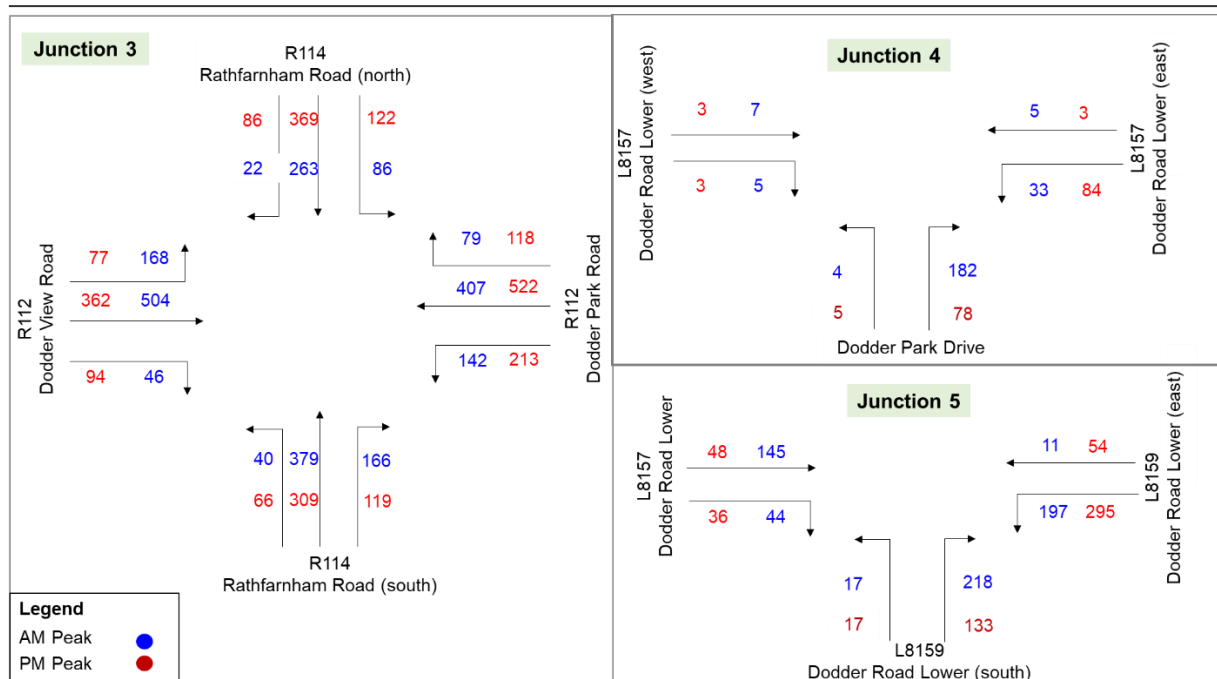 Junction 3
R114
Rathfarnham Road (north)
86 369 122
22 263 86
R112
Dodder View Road
77 168
362 504
94 46
79 118
407 522
142 213
R112
Dodder Park Road
40 379 166
66 309 119
R114
Rathfarnham Road (south)
Legend
AM Peak
PM Peak
Junction 4
L8157
Dodder Road Lower (west)
3 7
3 5
5 3
33 84
L8157
Dodder Road Lower (east)
4 182
5 78
Dodder Park Drive
Junction 5
L8157
Dodder Road Lower
48 145
36 44
11 54
197 295
L8159
Dodder Road Lower (east)
17 218
17 133
L8159
Dodder Road Lower (south)